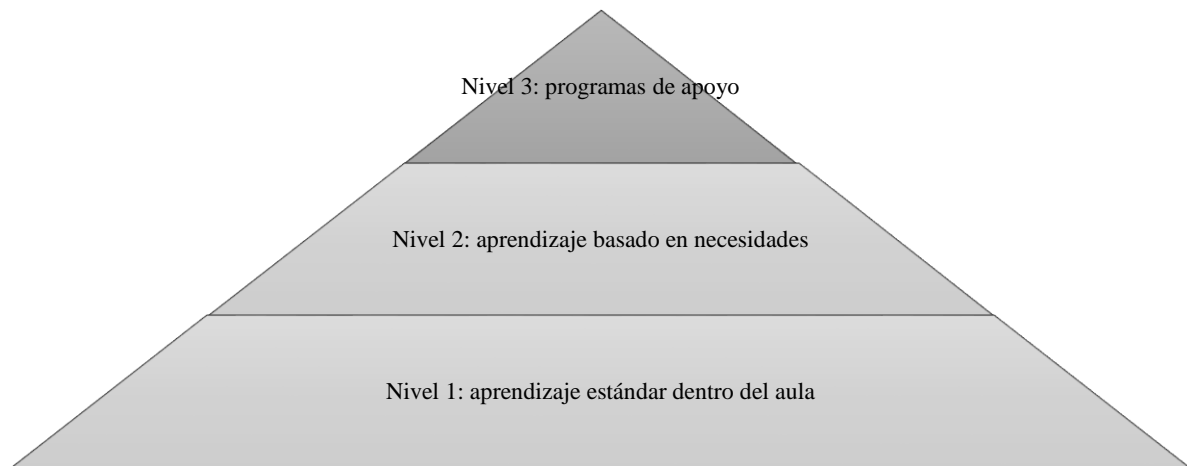 Nivel 3: programas de apoyo
Nivel 2: aprendizaje basado en necesidades
Nivel 1: aprendizaje estándar dentro del aula